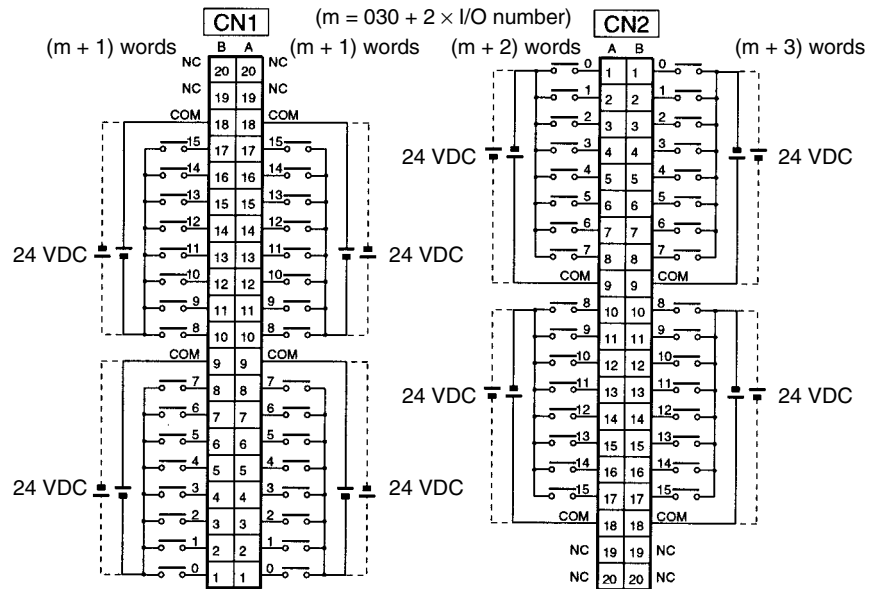 (m = 030 + 2 × I/O number)
CN1
(m + 1) words B A (m + 1) words
NC 20 20 NC
NC 19 19 NC
COM 18 18 COM
15 17 17 15
14 16 16 14
13 15 15 13
12 14 14 12
24 VDC 11 13 13 11 24 VDC
10 12 12 10
9 11 11 9
8 10 10 8
COM 9 9 COM
7 8 8 7
6 7 7 6
5 6 6 5
4 5 5 4
24 VDC 3 4 4 3 24 VDC
2 3 3 2
1 2 2 1
0 1 1 0
CN2
(m + 2) words A B (m + 3) words
0 1 1 0
1 2 2 1
2 3 3 2
24 VDC 3 4 4 3 24 VDC
4 5 5 4
5 6 6 5
6 7 7 6
7 8 8 7
COM 9 9 COM
8 10 10 8
9 11 11 9
10 12 12 10
24 VDC 11 13 13 11 24 VDC
12 14 14 12
13 15 15 13
14 16 16 14
15 17 17 15
COM 18 18 COM
NC 19 19 NC
NC 20 20 NC